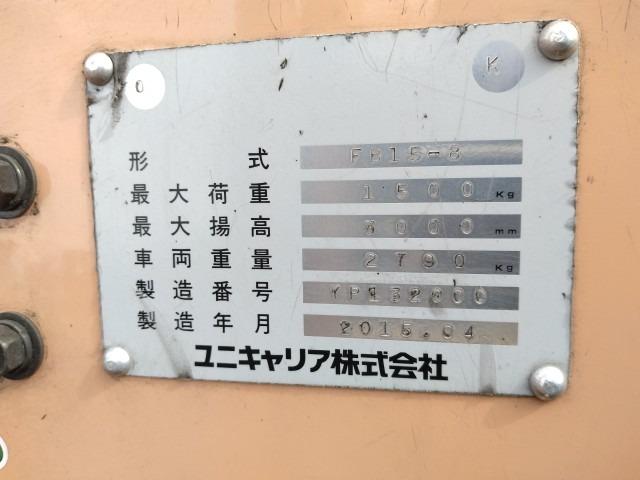 0 K
形式 FB15-8
最大荷重 1500 Kg
最大揚高 3000 mm
車両重量 2790 Kg
製造番号
製造年月 2015.04
ユニキャリア株式会社